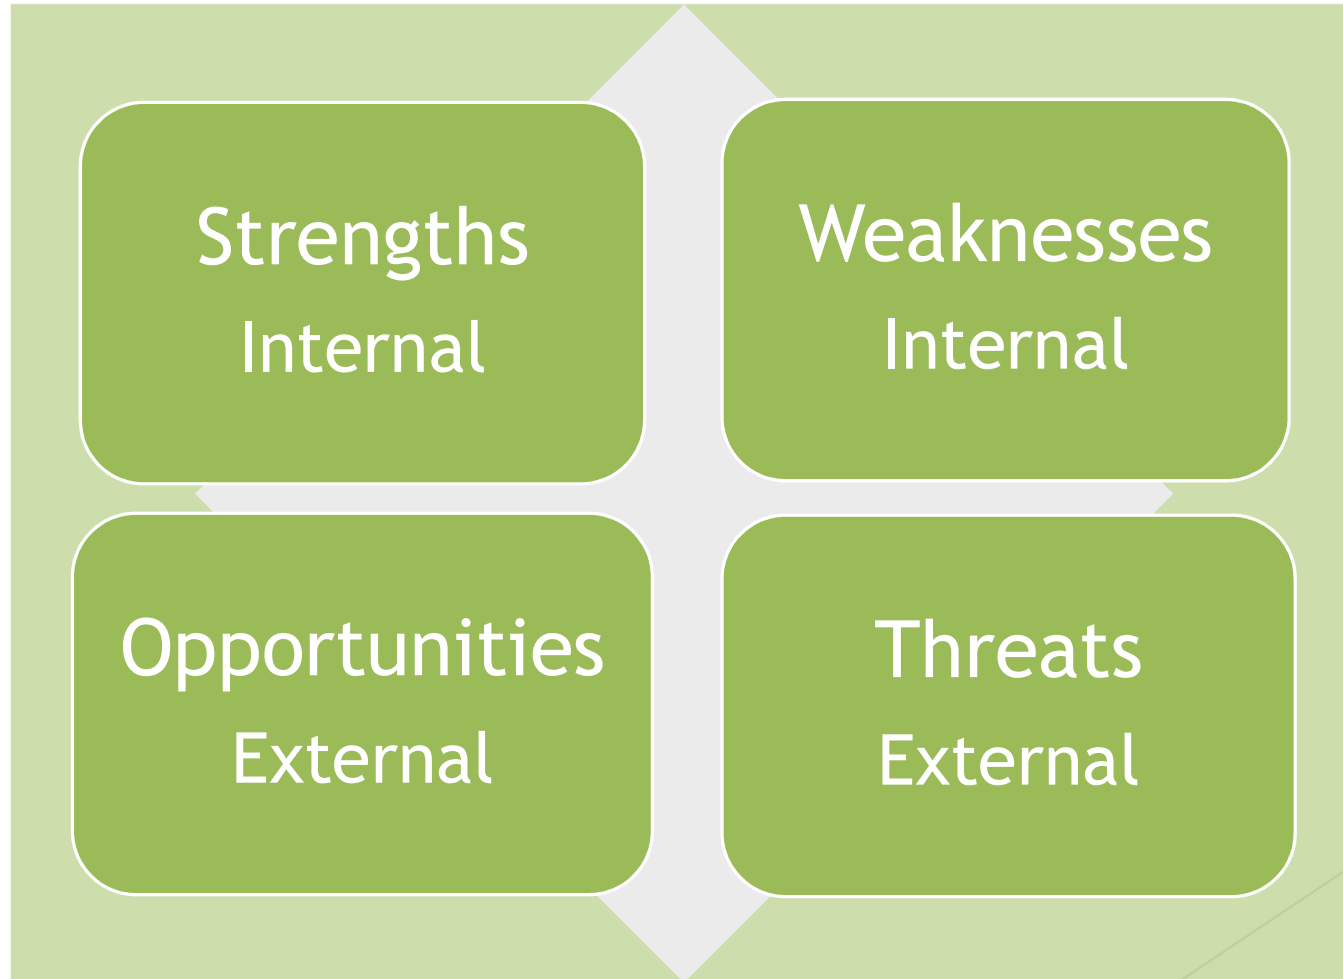 Strengths
Internal
Weaknesses
Internal
Opportunities
External
Threats
External